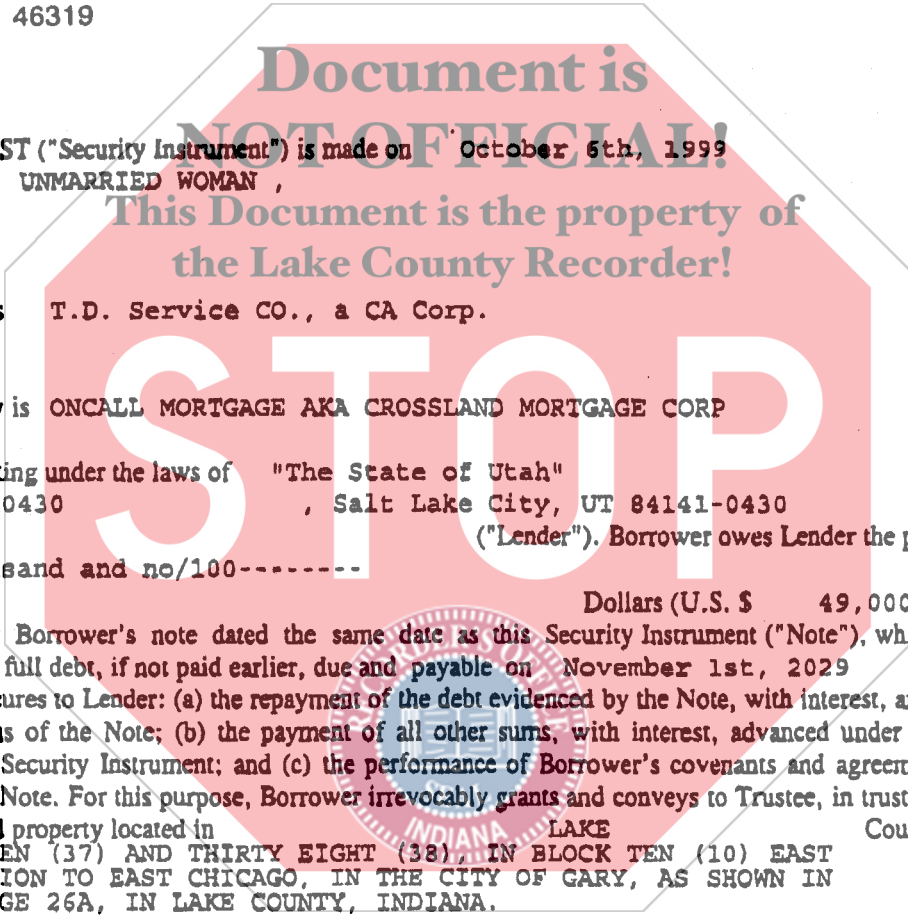 46319
Document is
NOT OFFICIAL!
ST ("Security Instrument") is made on October 6th, 1999
UNMARRIED WOMAN ,
This Document is the property of
the Lake County Recorder!
s T.D. Service CO., a CA Corp.
STOP
y is ONCALL MORTGAGE AKA CROSSLAND MORTGAGE CORP
ting under the laws of "The State of Utah"
0430 , Salt Lake City, UT 84141-0430
("Lender"). Borrower owes Lender the p
sand and no/100--------
Dollars (U.S. $ 49,000
Borrower's note dated the same date as this Security Instrument ("Note"), whi
full debt, if not paid earlier, due and payable on November 1st, 2029
cures to Lender: (a) the repayment of the debt evidenced by the Note, with interest, a
s of the Note; (b) the payment of all other sums, with interest, advanced under
Security Instrument; and (c) the performance of Borrower's covenants and agreem
Note. For this purpose, Borrower irrevocably grants and conveys to Trustee, in trust
property located in LAKE Cou
EN (37) AND THIRTY EIGHT (38), IN BLOCK TEN (10) EAST
ION TO EAST CHICAGO, IN THE CITY OF GARY, AS SHOWN IN
GE 26A, IN LAKE COUNTY, INDIANA.
RECORDER'S OFFICE
SEAL
INDIANA